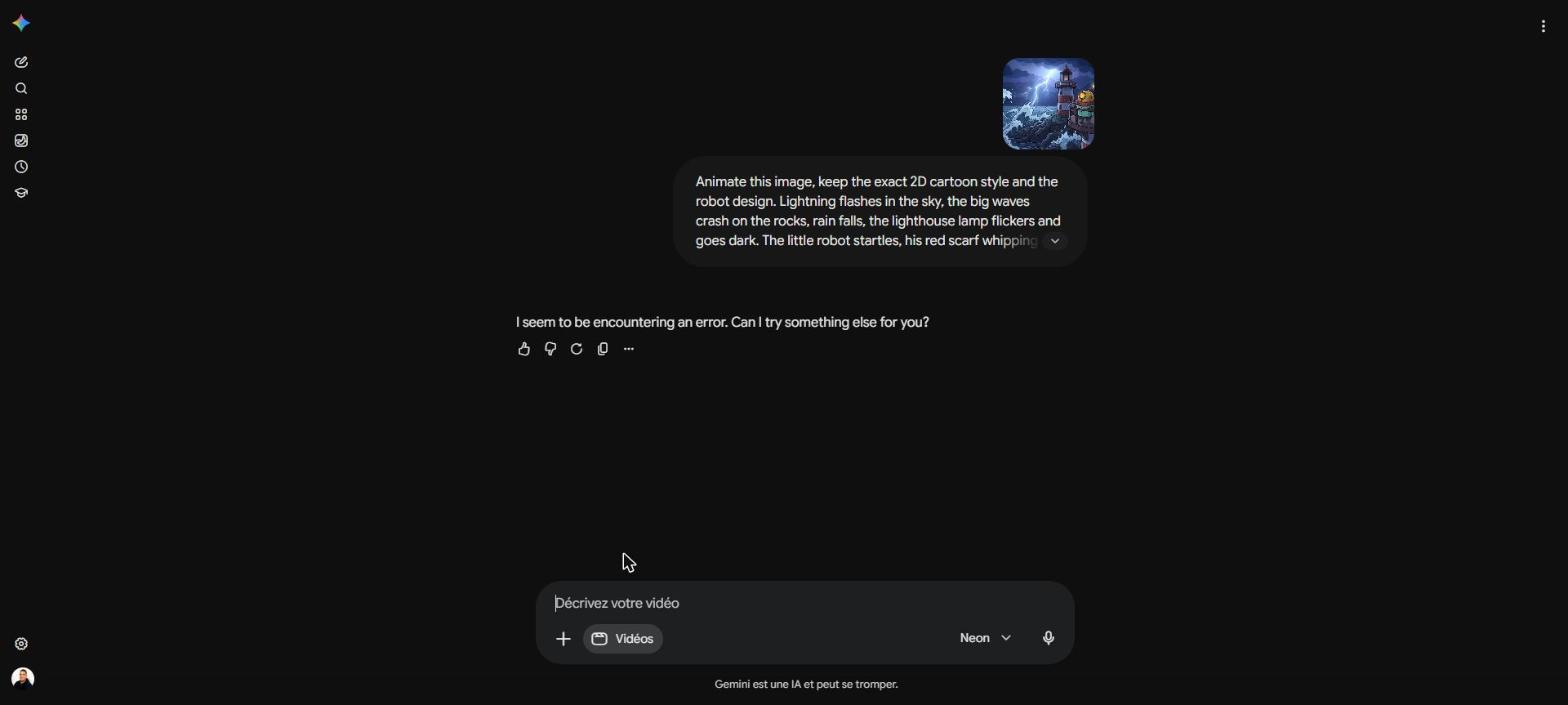 Animate this image, keep the exact 2D cartoon style and the
robot design. Lightning flashes in the sky, the big waves
crash on the rocks, rain falls, the lighthouse lamp flickers and
goes dark. The little robot startles, his red scarf whipping
I seem to be encountering an error. Can I try something else for you?
Décrivez votre vidéo
Vidéos
Neon
Gemini est une IA et peut se tromper.